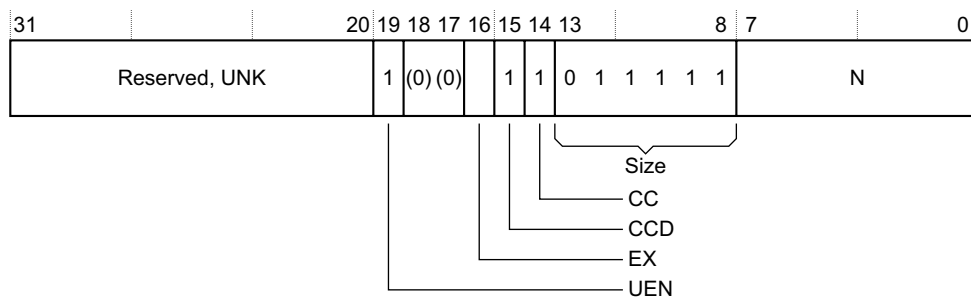 31 20 19 18 17 16 15 14 13 8 7 0
Reserved, UNK 1 (0) (0) 1 1 0 1 1 1 1 1 N
Size
CC
CCD
EX
UEN